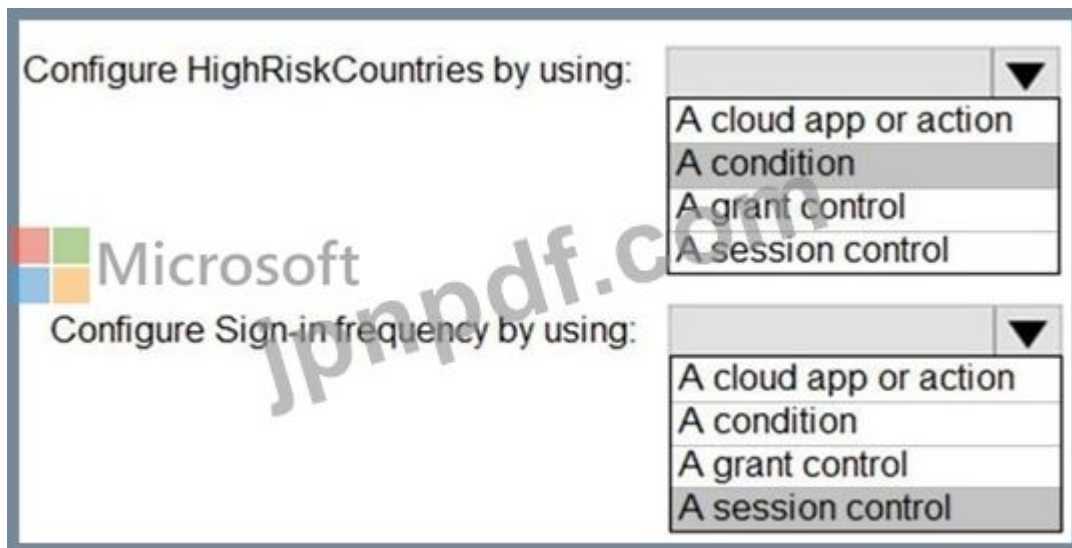 Configure HighRiskCountries by using:
A cloud app or action
A condition
A grant control
A session control
Microsoft
jpnpdf.com
Configure Sign-in frequency by using:
A cloud app or action
A condition
A grant control
A session control